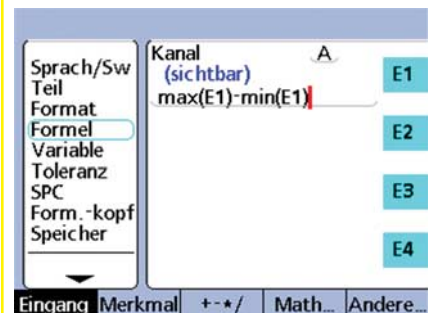 Sprach/Sw
Teil
Format
Formel
Variable
Toleranz
SPC
Form.-kopf
Speicher
Kanal A
(sichtbar)
max(E1)-min(E1)
E1
E2
E3
E4
Eingang Merkmal +-*/ Math... Andere...